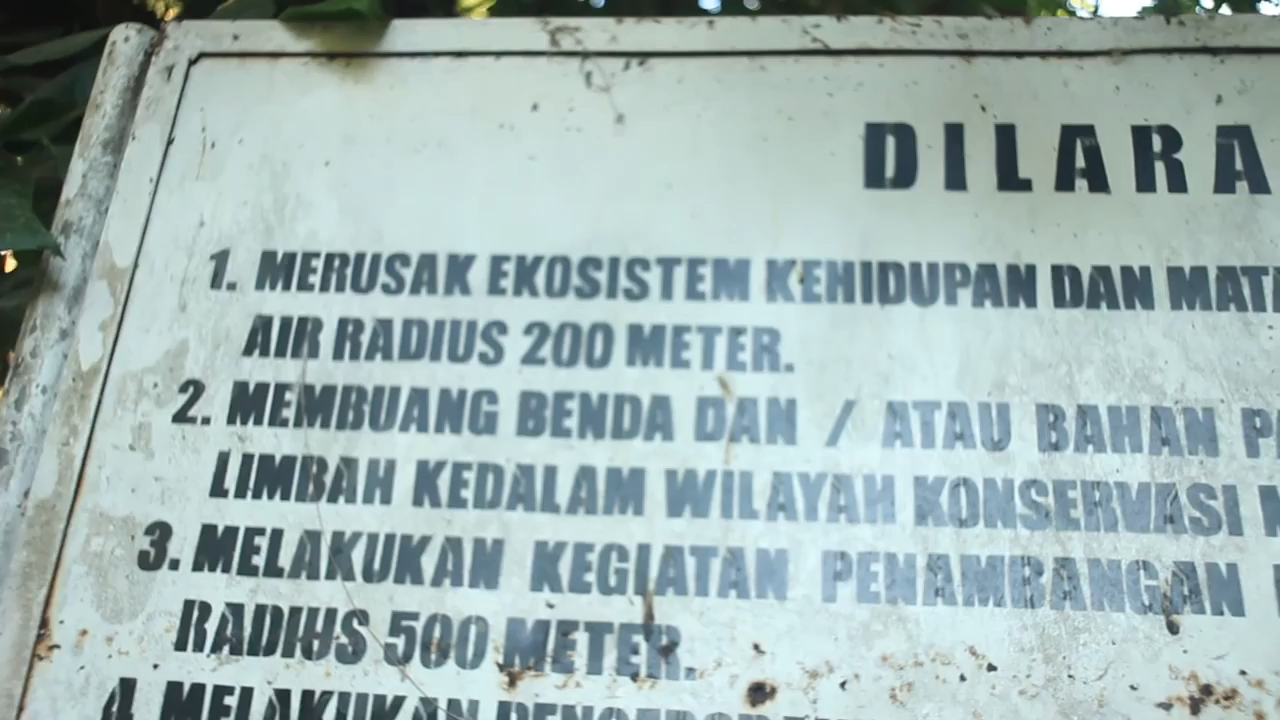 DILARA
1. MERUSAK EKOSISTEM KEHIDUPAN DAN MAT
AIR RADIUS 200 METER.
2. MEMBUANG BENDA DAN / ATAU BAHAN
LIMBAH KEDALAM WILAYAH KONSERVASI
3. MELAKUKAN KEGIATAN PENAMBANGAN
RADIUS 500 METER.
4. MELAKUKAN